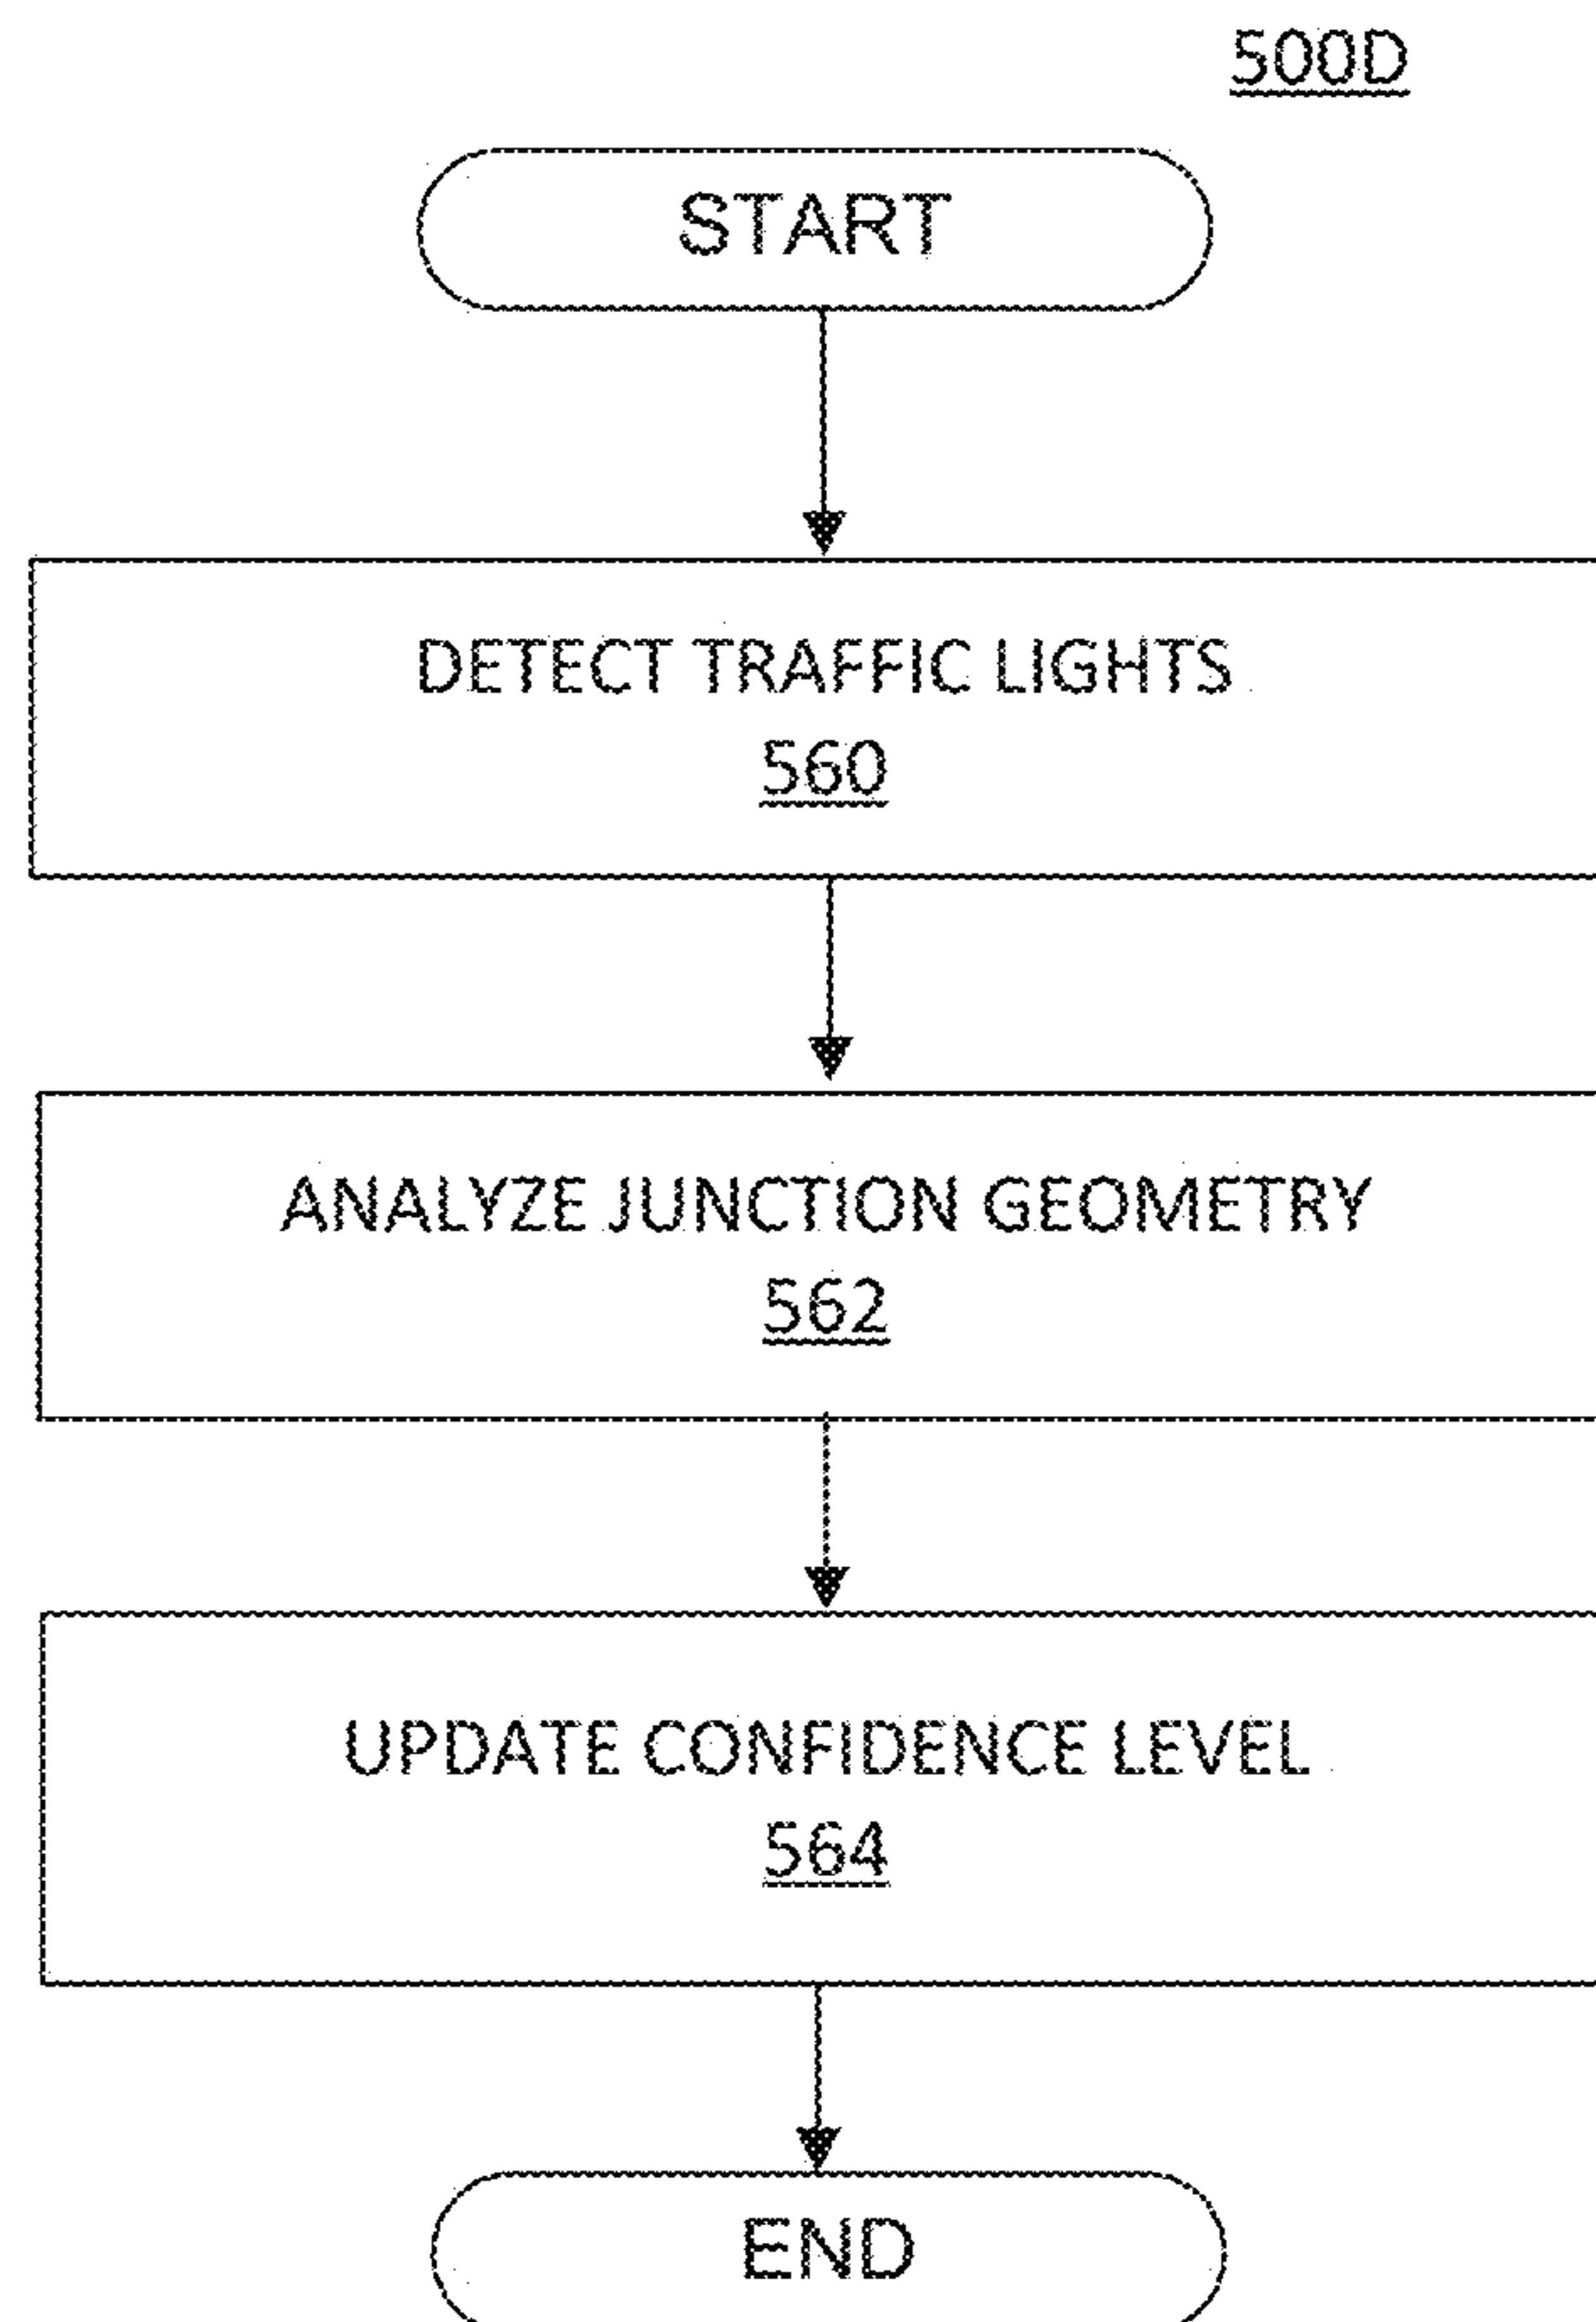 500D
START
DETECT TRAFFIC LIGHTS
560
ANALYZE JUNCTION GEOMETRY
562
UPDATE CONFIDENCE LEVEL
564
END